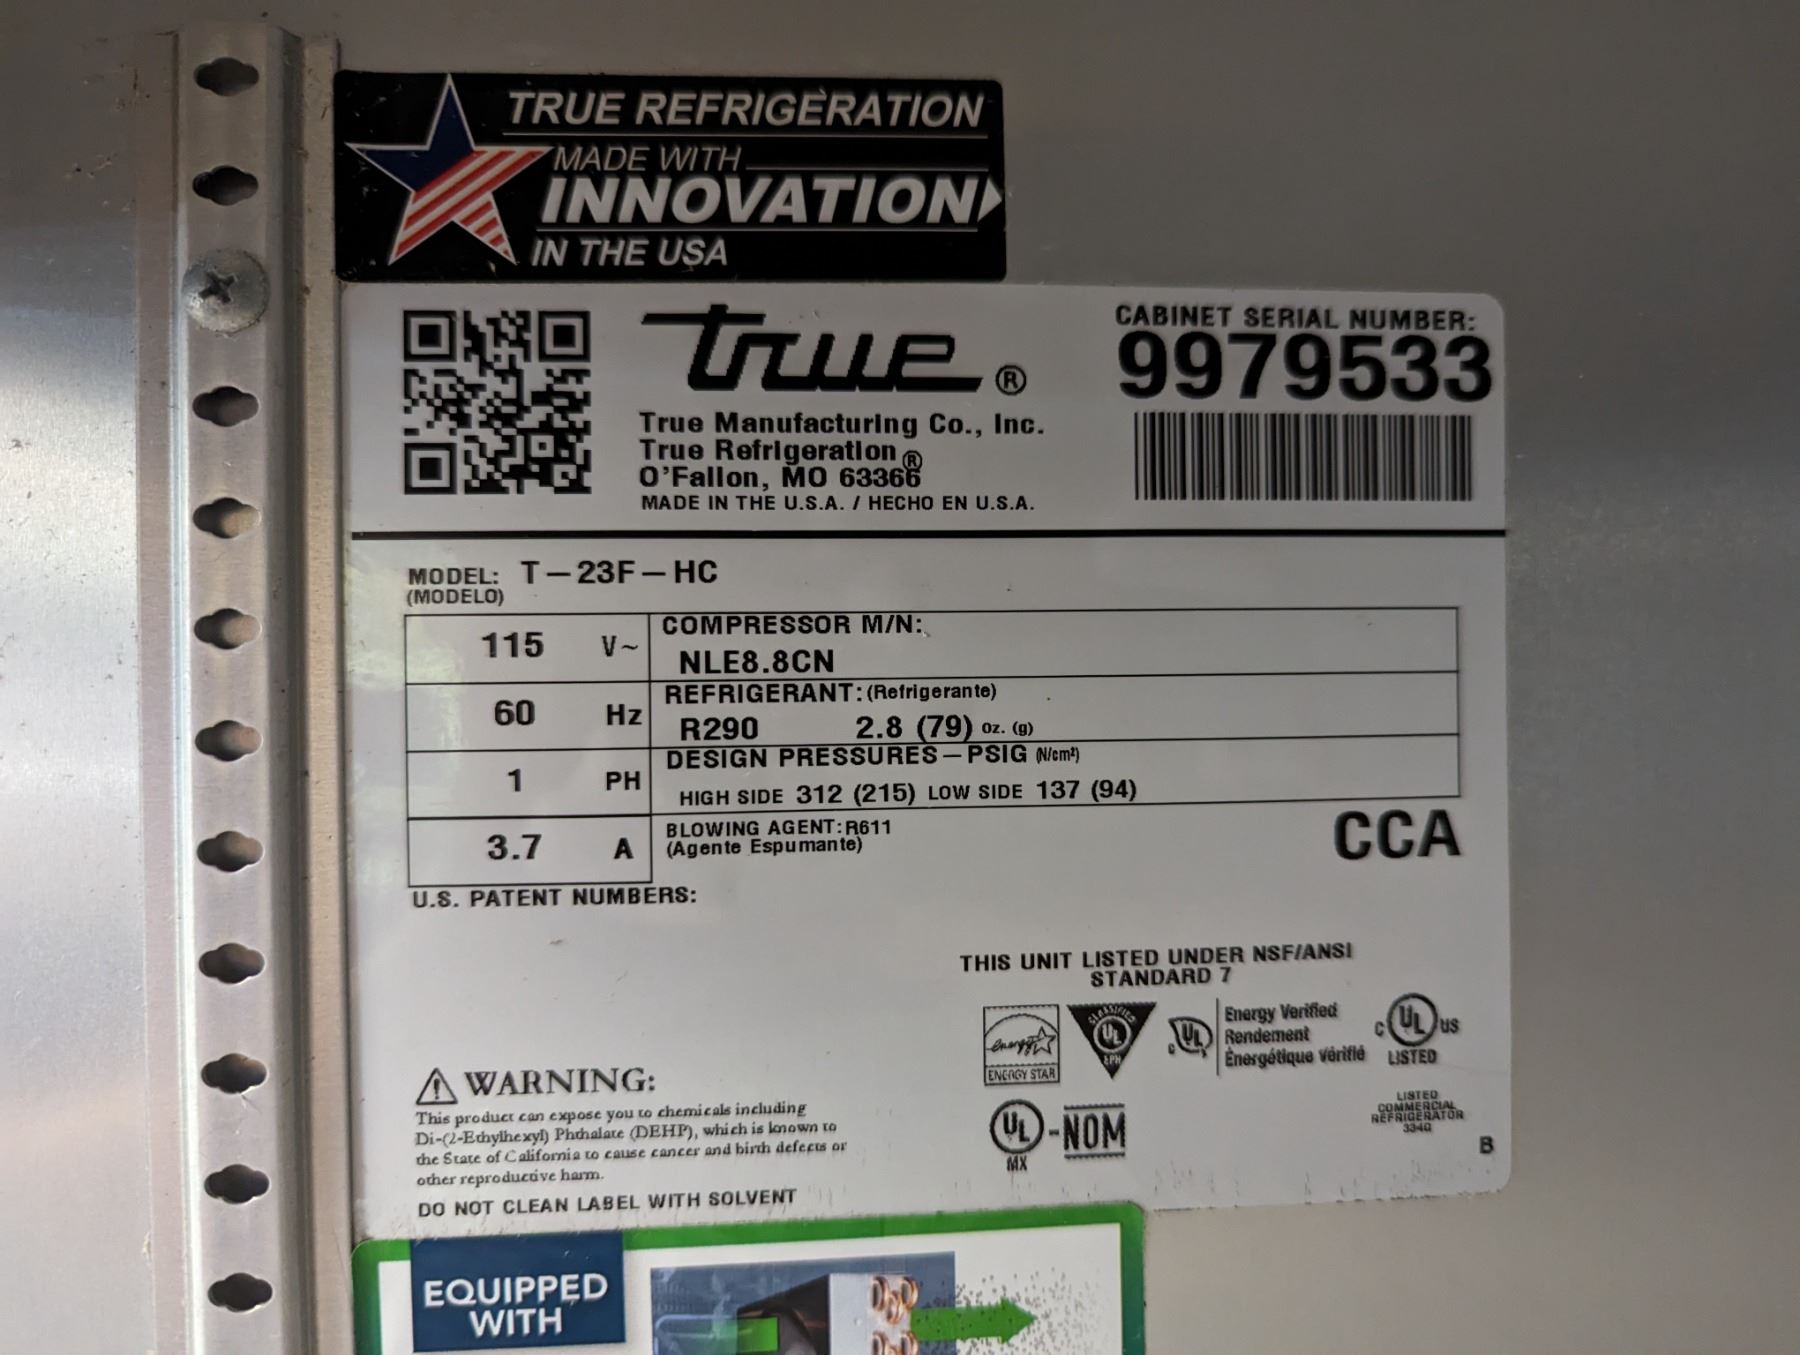 TRUE REFRIGERATION
MADE WITH
INNOVATION
IN THE USA
true®
CABINET SERIAL NUMBER:
9979533
True Manufacturing Co., Inc.
True Refrigeration®
O'Fallon, MO 63366
MADE IN THE U.S.A. / HECHO EN U.S.A.
MODEL: T-23F-HC
(MODELO)
115 V~
COMPRESSOR M/N:
NLE8.8CN
60 Hz
REFRIGERANT: (Refrigerante)
R290 2.8 (79) oz. (g)
1 PH
DESIGN PRESSURES-PSIG (N/cm²)
HIGH SIDE 312 (215) LOW SIDE 137 (94)
3.7 A
BLOWING AGENT: R611
(Agente Espumante)
CCA
U.S. PATENT NUMBERS:
THIS UNIT LISTED UNDER NSF/ANSI
STANDARD 7
energy
ENERGY STAR
CLASSIFIED
UL
EPH
c UL
Energy Verified
Rendement
Énergétique Vérifié
c UL US
LISTED
UL -NOM
MX
LISTED
COMMERCIAL
REFRIGERATOR
334Q
B
WARNING:
This product can expose you to chemicals including
Di-(2-Ethylhexyl) Phthalate (DEHP), which is known to
the State of California to cause cancer and birth defects or
other reproductive harm.
DO NOT CLEAN LABEL WITH SOLVENT
EQUIPPED
WITH